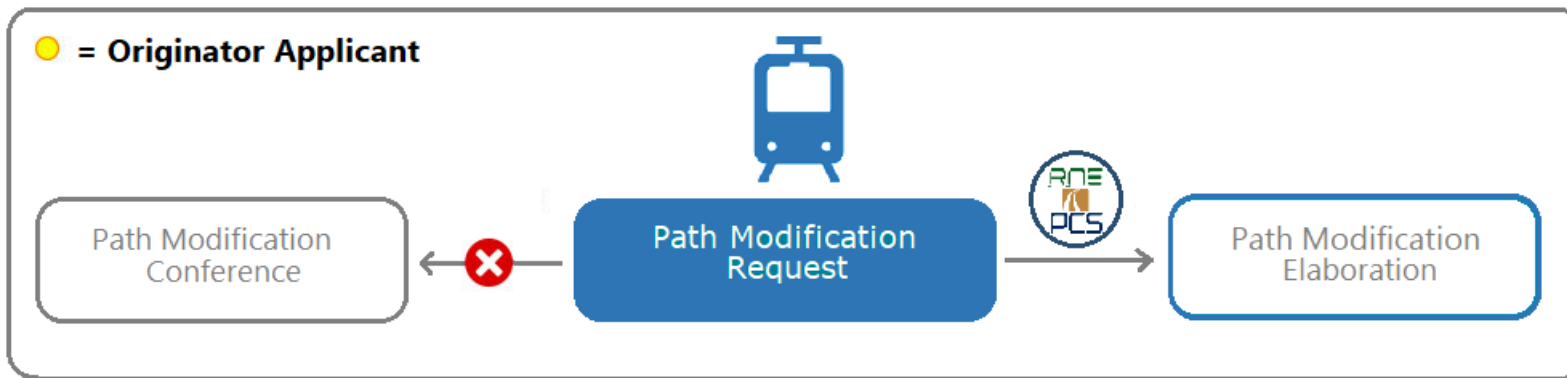 = Originator Applicant
RNE
PCS
Path Modification
Conference
Path Modification
Request
Path Modification
Elaboration